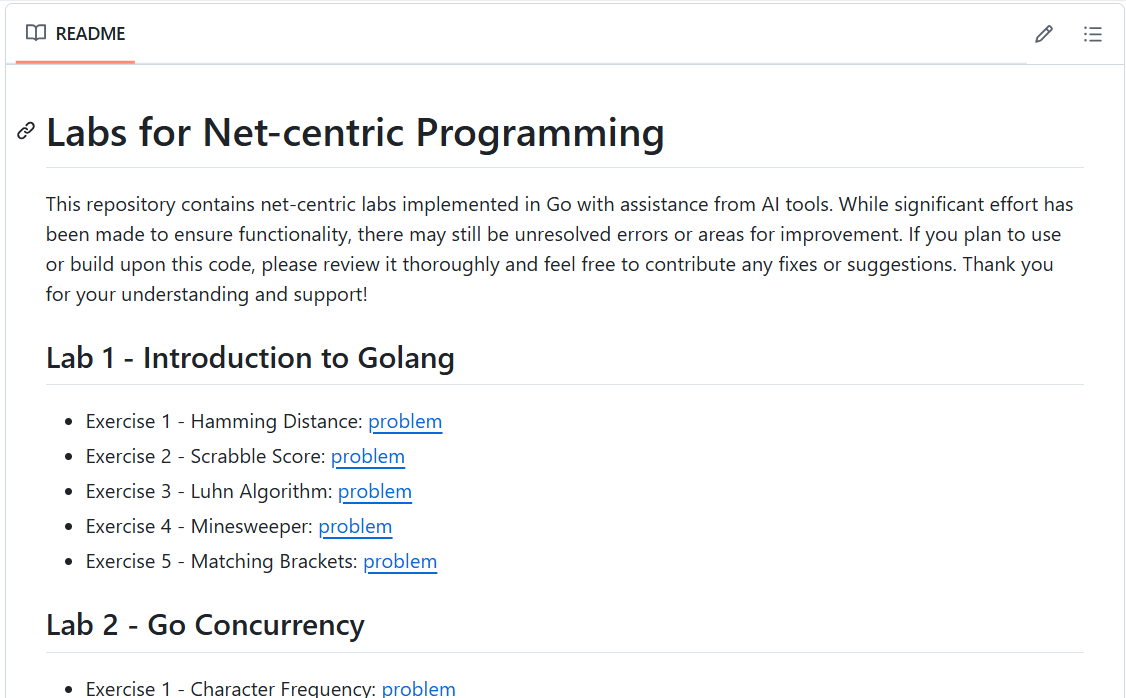 README
Labs for Net-centric Programming
This repository contains net-centric labs implemented in Go with assistance from AI tools. While significant effort has
been made to ensure functionality, there may still be unresolved errors or areas for improvement. If you plan to use
or build upon this code, please review it thoroughly and feel free to contribute any fixes or suggestions. Thank you
for your understanding and support!
Lab 1 - Introduction to Golang
Exercise 1 - Hamming Distance: problem
Exercise 2 - Scrabble Score: problem
Exercise 3 - Luhn Algorithm: problem
Exercise 4 - Minesweeper: problem
Exercise 5 - Matching Brackets: problem
Lab 2 - Go Concurrency
Exercise 1 - Character Frequency: problem